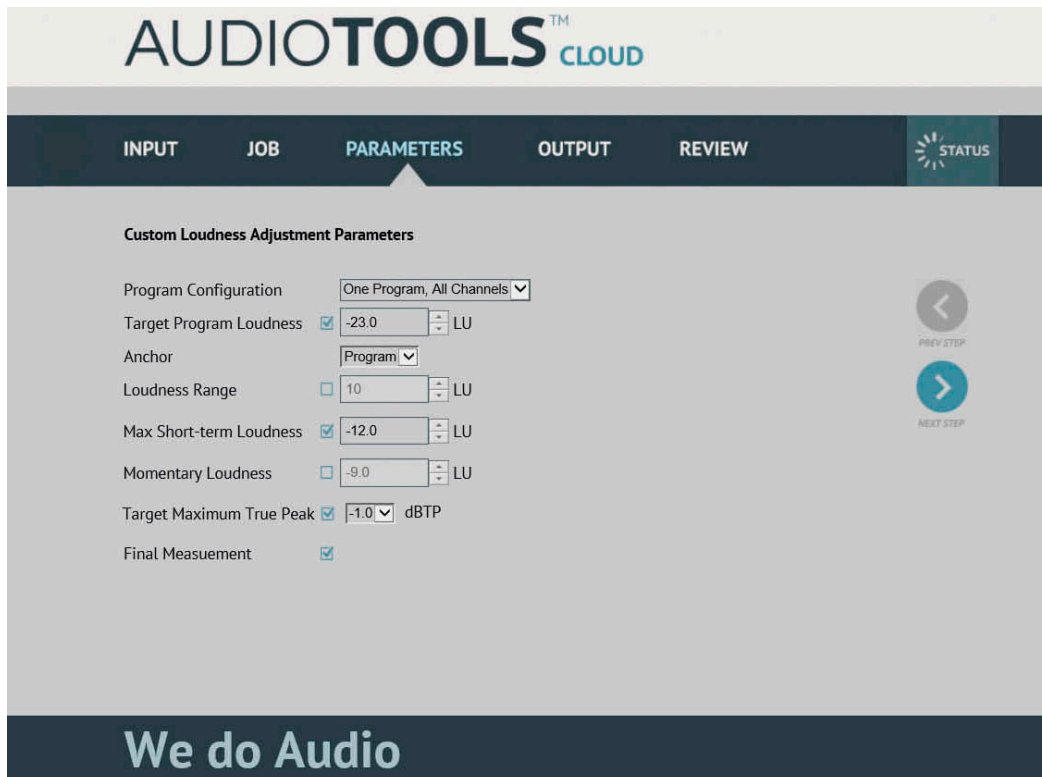 AUDIOTOOLS™ CLOUD
INPUT JOB PARAMETERS OUTPUT REVIEW STATUS
Custom Loudness Adjustment Parameters
Program Configuration One Program, All Channels
Target Program Loudness -23.0 LU
Anchor Program
PREV STEP
Loudness Range 10 LU
Max Short-term Loudness -12.0 LU
NEXT STEP
Momentary Loudness -9.0 LU
Target Maximum True Peak -1.0 dBTP
Final Measuement
We do Audio